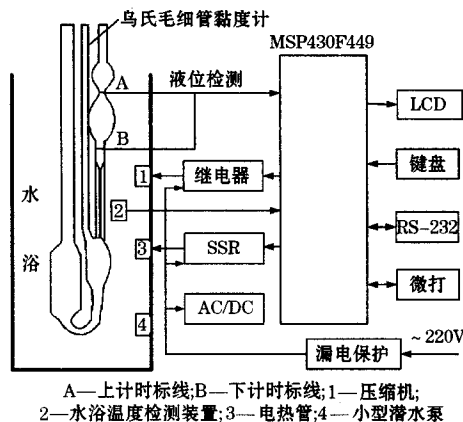 乌氏毛细管黏度计
MSP430F449
A
液位检测
LCD
B
键盘
1
继电器
水
2
RS-232
浴
3
SSR
微打
4
AC/DC
~220V
漏电保护
A—上计时标线;B—下计时标线;1—压缩机;
2—水浴温度检测装置;3—电热管;4—小型潜水泵